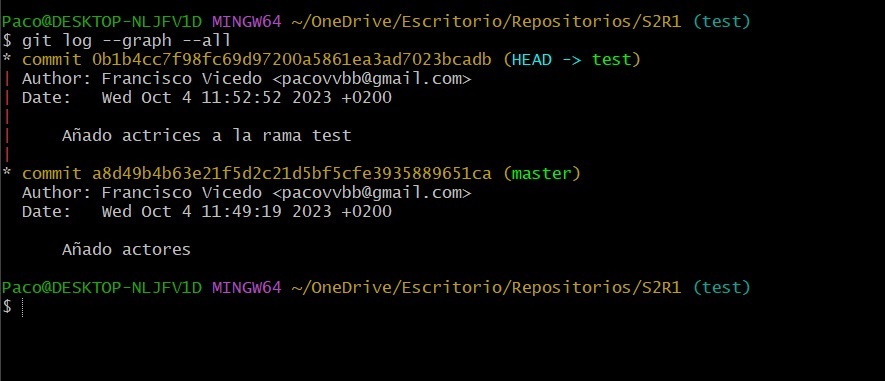 Paco@DESKTOP-NLJFV1D MINGW64 ~/OneDrive/Escritorio/Repositorios/S2R1 (test)
$ git log --graph --all
* commit 0b1b4cc7f98fc69d97200a5861ea3ad7023bcadb (HEAD -> test)
| Author: Francisco Vicedo <pacovvbb@gmail.com>
| Date:   Wed Oct 4 11:52:52 2023 +0200
|
|     Añado actrices a la rama test
|
* commit a8d49b4b63e21f5d2c21d5bf5cfe3935889651ca (master)
  Author: Francisco Vicedo <pacovvbb@gmail.com>
  Date:   Wed Oct 4 11:49:19 2023 +0200

      Añado actores

Paco@DESKTOP-NLJFV1D MINGW64 ~/OneDrive/Escritorio/Repositorios/S2R1 (test)
$